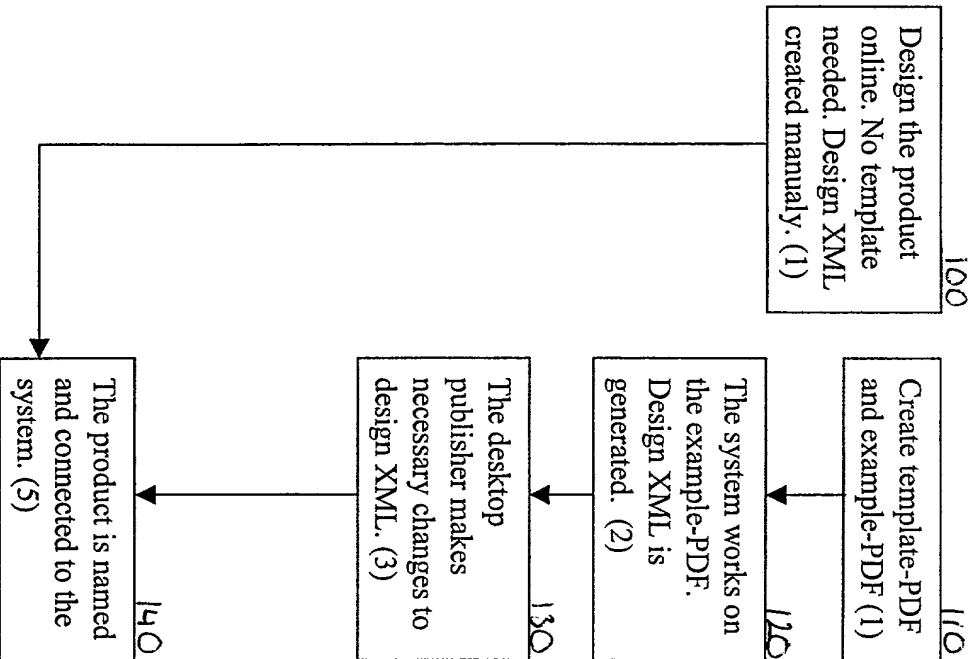 100
Design the product
online. No template
needed. Design XML
created manualy. (1)
110
Create template-PDF
and example-PDF (1)
120
The system works on
the example-PDF.
Design XML is
generated. (2)
130
The desktop
publisher makes
necessary changes to
design XML. (3)
140
The product is named
and connected to the
system. (5)